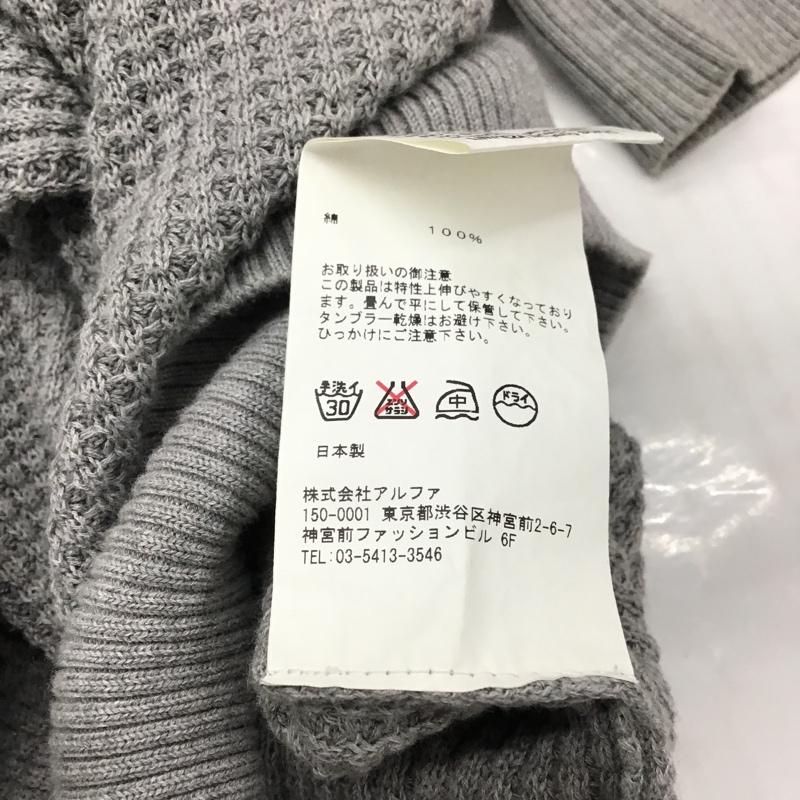 綿 100%
お取り扱いの御注意
この製品は特性上伸びやすくなっており
ます。畳んで平にして保管して下さい。
タンブラー乾燥はお避け下さい。
ひっかけにご注意下さい。
手洗イ 30 エンソ サラシ 中 ドライ
日本製
株式会社アルファ
150-0001 東京都渋谷区神宮前2-6-7
神宮前ファッションビル 6F
TEL:03-5413-3546